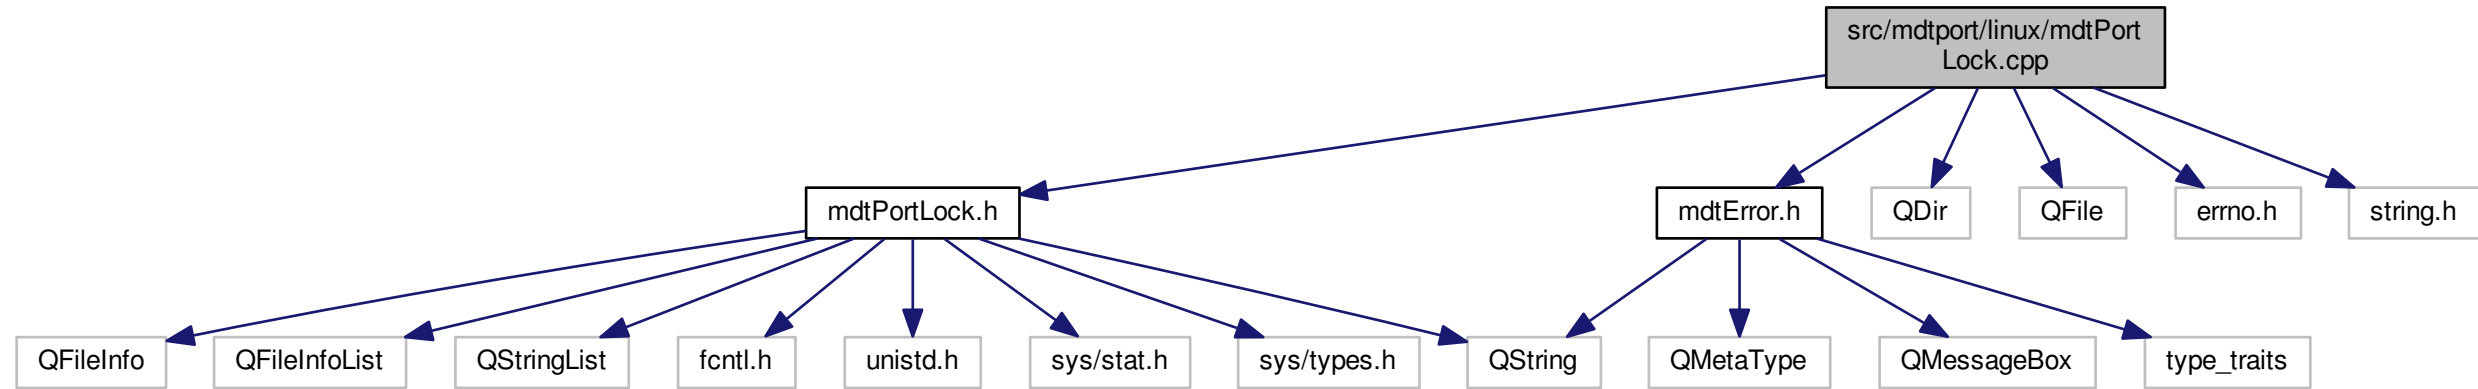 src/mdtport/linux/mdtPort
Lock.cpp
mdtPortLock.h
mdtError.h
QDir
QFile
errno.h
string.h
QFileInfo
QFileInfoList
QStringList
fcntl.h
unistd.h
sys/stat.h
sys/types.h
QString
QMetaType
QMessageBox
type_traits